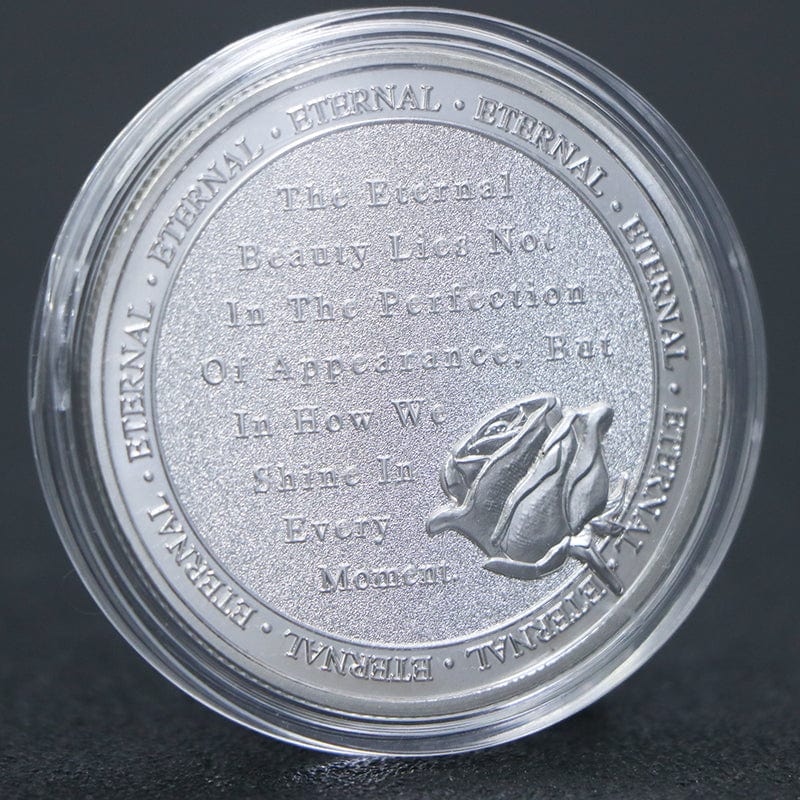 ETERNAL • ETERNAL • ETERNAL • ETERNAL • ETERNAL • ETERNAL • ETERNAL • ETERNAL • ETERNAL •
The Eternal
Beauty Lies Not
In The Perfection
Of Appearance, But
In How We
Shine In
Every
Moment.